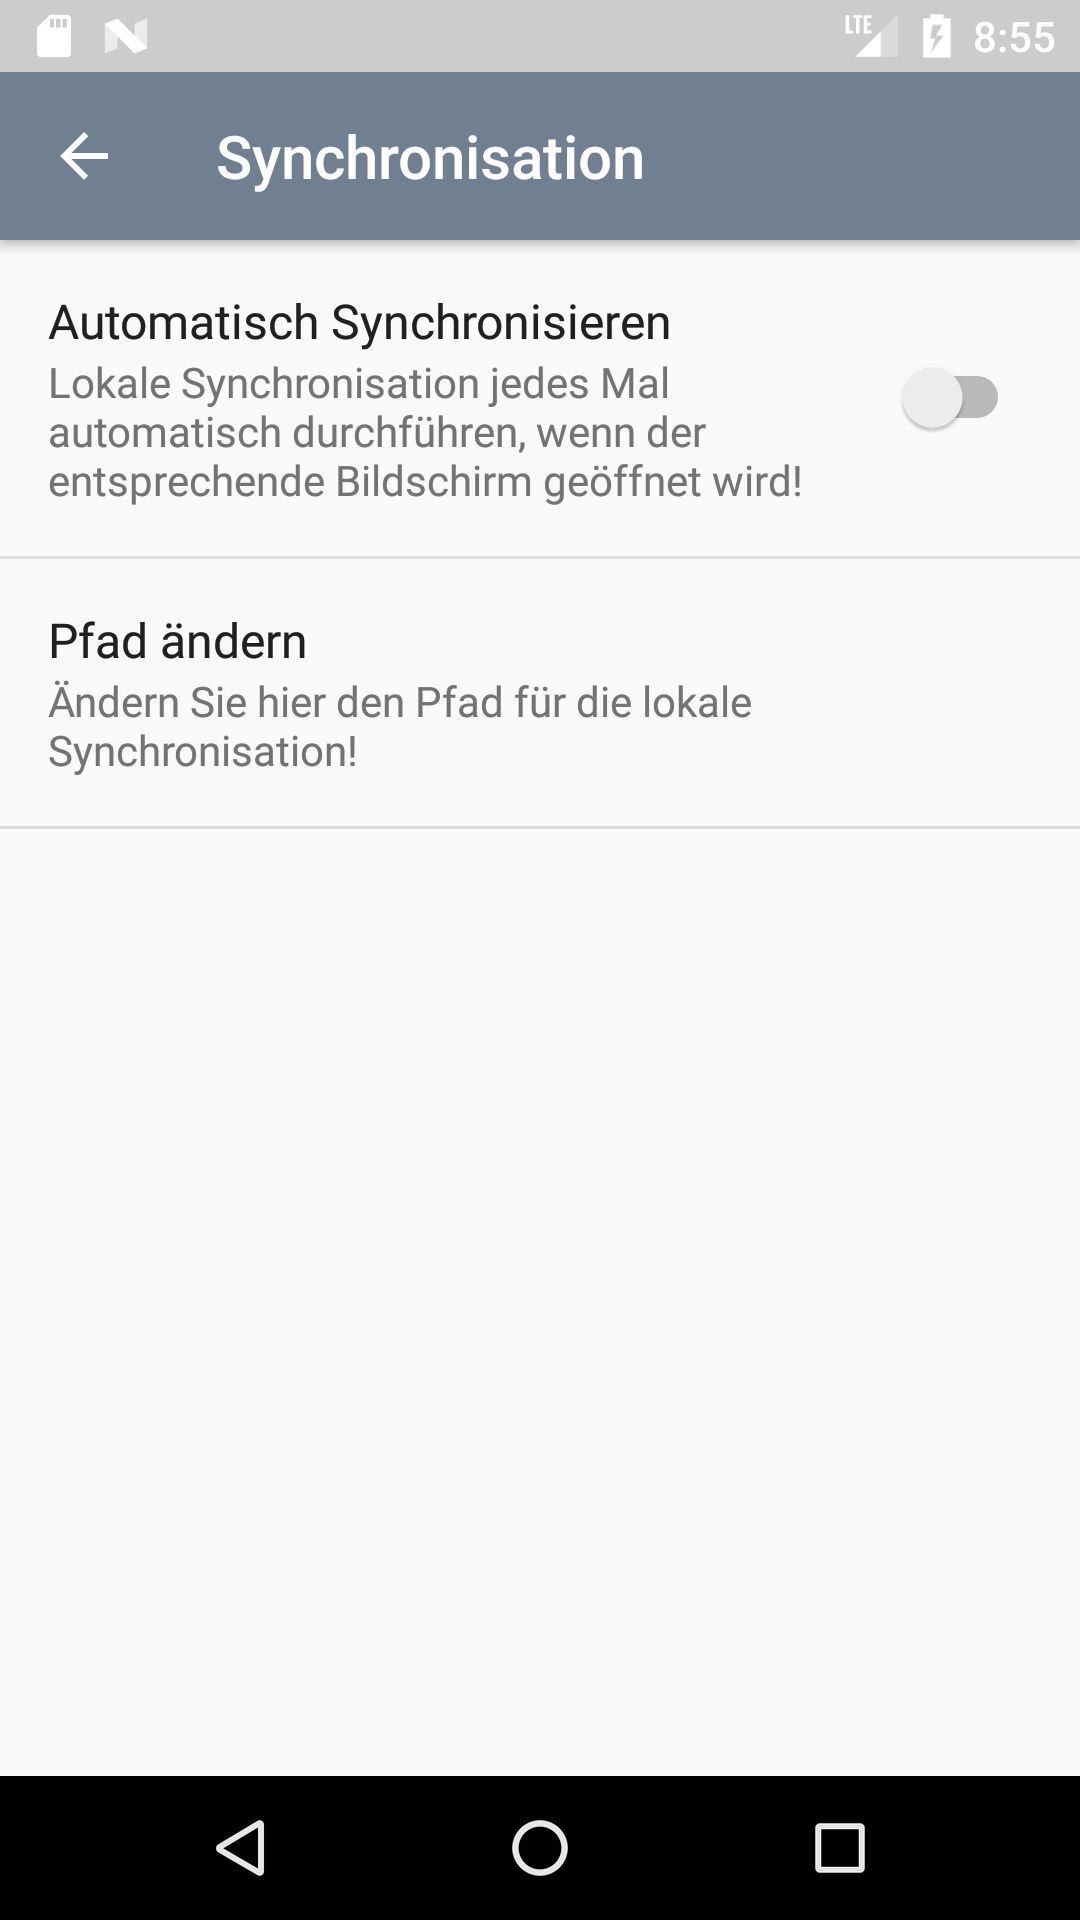 LTE 8:55
Synchronisation
Automatisch Synchronisieren
Lokale Synchronisation jedes Mal
automatisch durchführen, wenn der
entsprechende Bildschirm geöffnet wird!
Pfad ändern
Ändern Sie hier den Pfad für die lokale
Synchronisation!